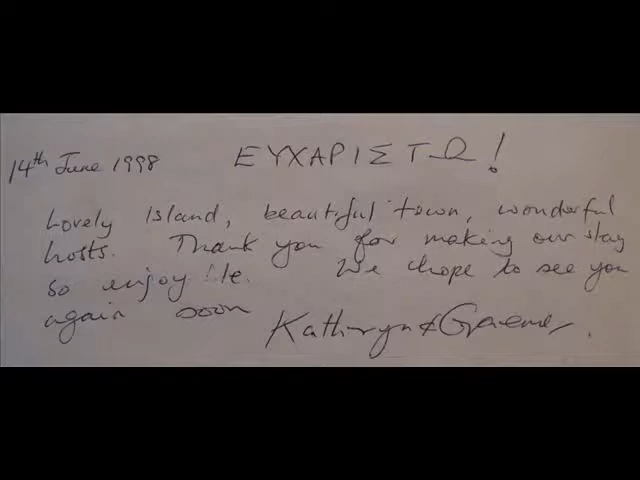 14th June 1998 ΕΥΧΑΡΙΣΤΩ!
Lovely Island, beautiful town, wonderful
hosts. Thank you for making our stay
so enjoyable. We hope to see you
again soon
Kathryn & Graeme.